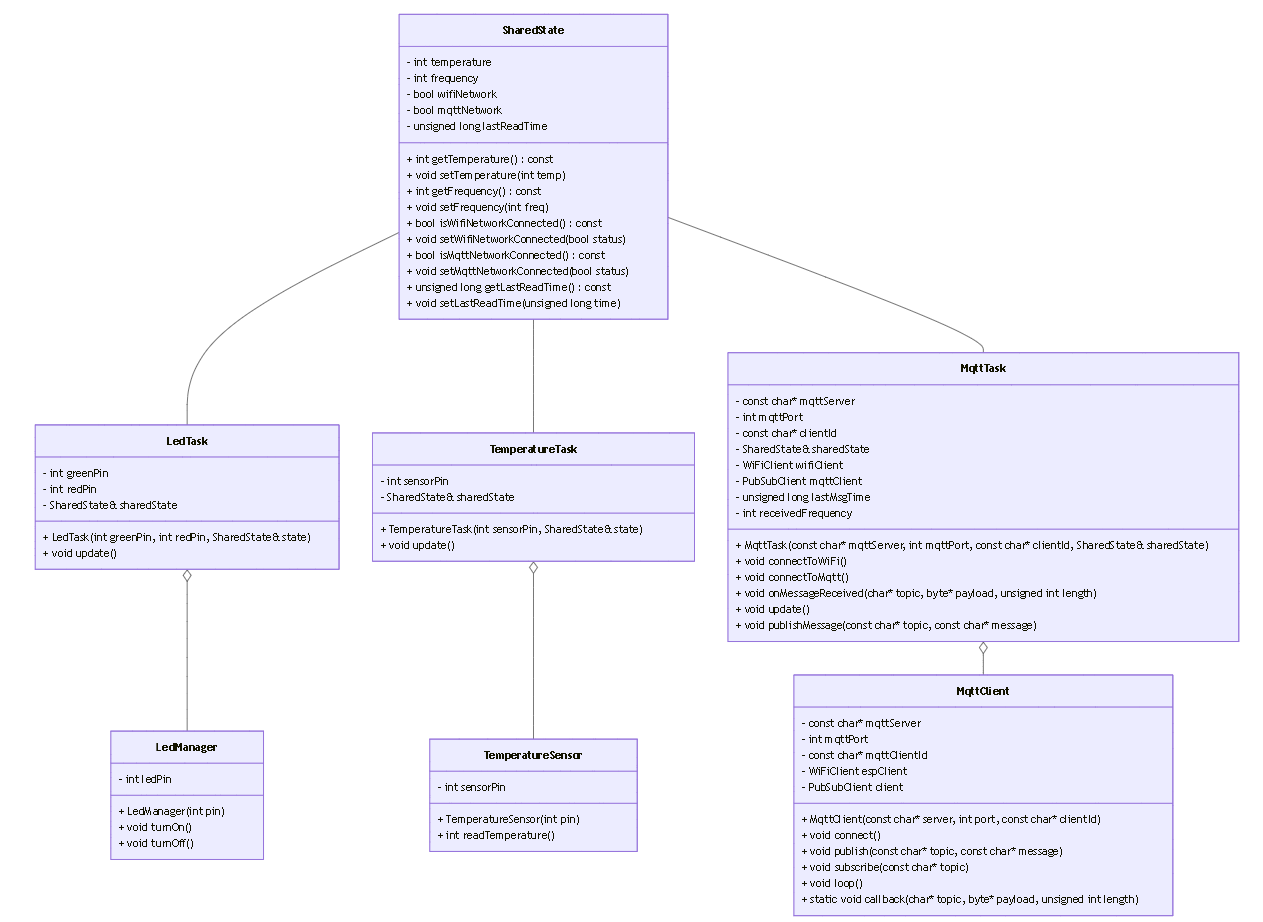 SharedState
- int temperature
- int frequency
- bool wifiNetwork
- bool mqttNetwork
- unsigned long lastReadTime
+ int getTemperature() : const
+ void setTemperature(int temp)
+ int getFrequency() : const
+ void setFrequency(int freq)
+ bool isWifiNetworkConnected() : const
+ void setWifiNetworkConnected(bool status)
+ bool isMqttNetworkConnected() : const
+ void setMqttNetworkConnected(bool status)
+ unsigned long getLastReadTime() : const
+ void setLastReadTime(unsigned long time)
LedTask
- int greenPin
- int redPin
- SharedState& sharedState
+ LedTask(int greenPin, int redPin, SharedState& state)
+ void update()
TemperatureTask
- int sensorPin
- SharedState& sharedState
+ TemperatureTask(int sensorPin, SharedState& state)
+ void update()
MqttTask
- const char* mqttServer
- int mqttPort
- const char* clientId
- SharedState& sharedState
- WiFiClient wifiClient
- PubSubClient mqttClient
- unsigned long lastMsgTime
- int receivedFrequency
+ MqttTask(const char* mqttServer, int mqttPort, const char* clientId, SharedState& sharedState)
+ void connectToWiFi()
+ void connectToMqtt()
+ void onMessageReceived(char* topic, byte* payload, unsigned int length)
+ void update()
+ void publishMessage(const char* topic, const char* message)
LedManager
- int ledPin
+ LedManager(int pin)
+ void turnOn()
+ void turnOff()
TemperatureSensor
- int sensorPin
+ TemperatureSensor(int pin)
+ int readTemperature()
MqttClient
- const char* mqttServer
- int mqttPort
- const char* mqttClientId
- WiFiClient espClient
- PubSubClient client
+ MqttClient(const char* server, int port, const char* clientId)
+ void connect()
+ void publish(const char* topic, const char* message)
+ void subscribe(const char* topic)
+ void loop()
+ static void callback(char* topic, byte* payload, unsigned int length)